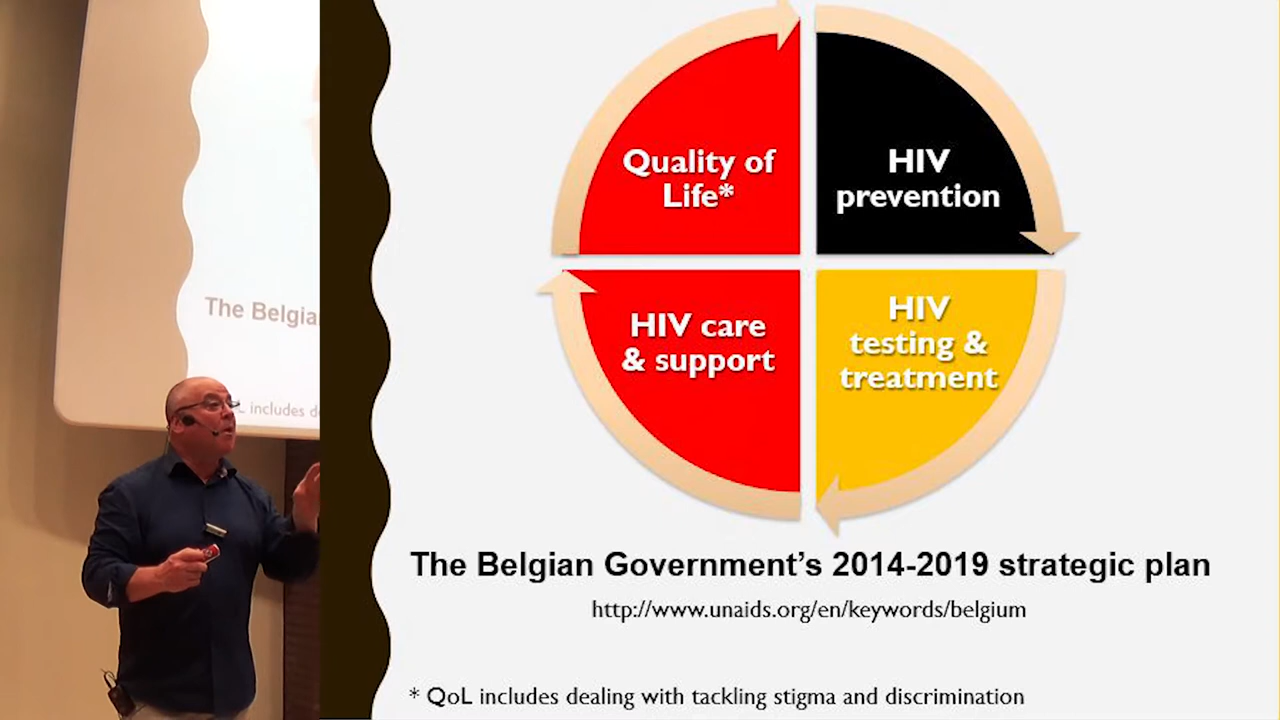 Quality of
Life*
HIV
prevention
HIV care
& support
HIV
testing &
treatment
The Belgian Government's 2014-2019 strategic plan
http://www.unaids.org/en/keywords/belgium
* QoL includes dealing with tackling stigma and discrimination
The Belgia
includes d